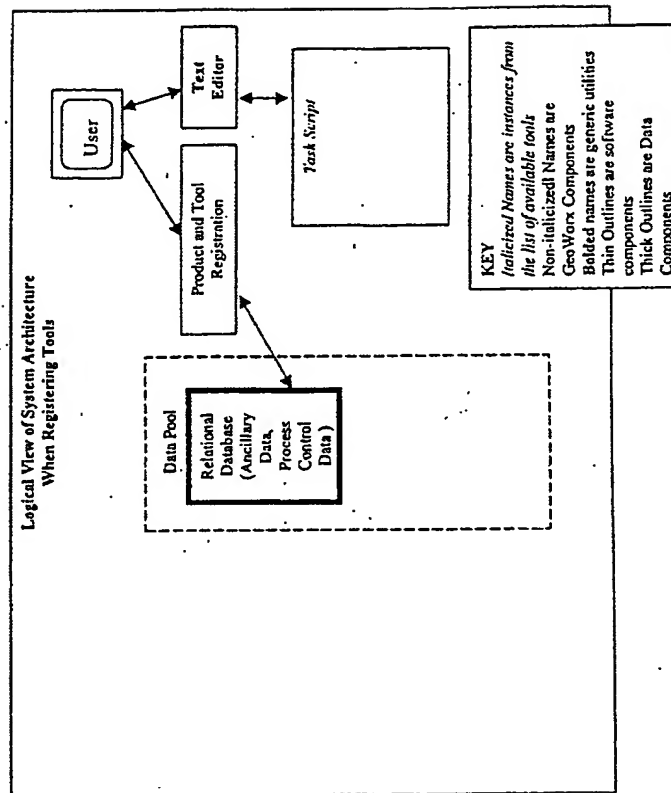 Logical View of System Architecture
When Registering Tools
User
Text
Editor
Product and Tool
Registration
Task Script
Data Pool
Relational
Database
(Ancillary
Data,
Process
Control
Data )
KEY
Italicized Names are instances from
the list of available tools
Non-italicized Names are
GeoWorx Components
Bolded names are generic utilities
Thin Outlines are software
components
Thick Outlines are Data
Components